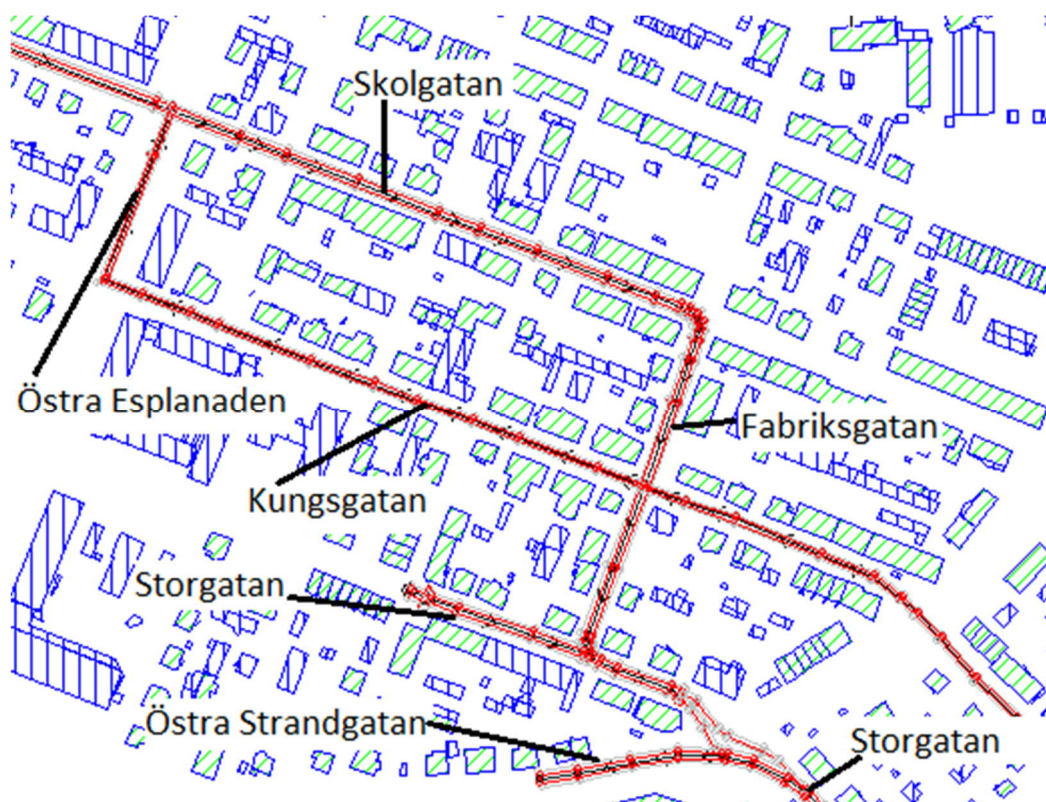 Skolgatan
Östra Esplanaden
Fabriksgatan
Kungsgatan
Storgatan
Östra Strandgatan
Storgatan